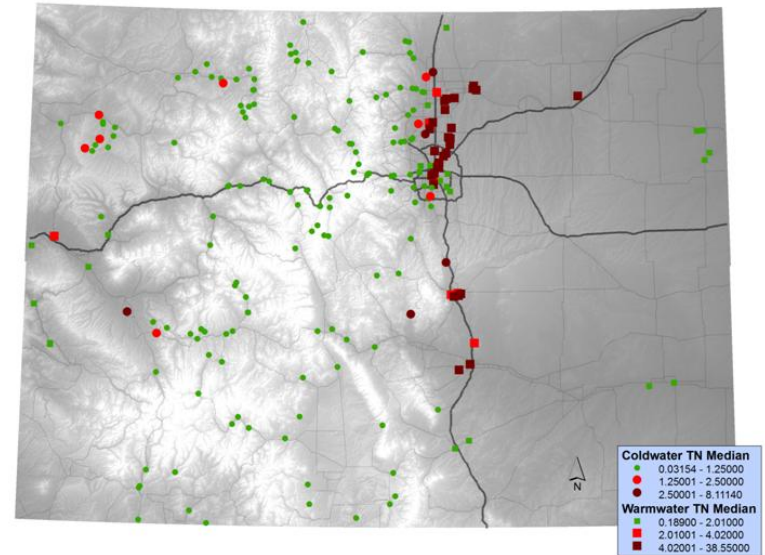 N
Coldwater TN Median
0.03154 - 1.25000
1.25001 - 2.50000
2.50001 - 8.11140
Warmwater TN Median
0.18900 - 2.01000
2.01001 - 4.02000
4.02001 - 38.55000